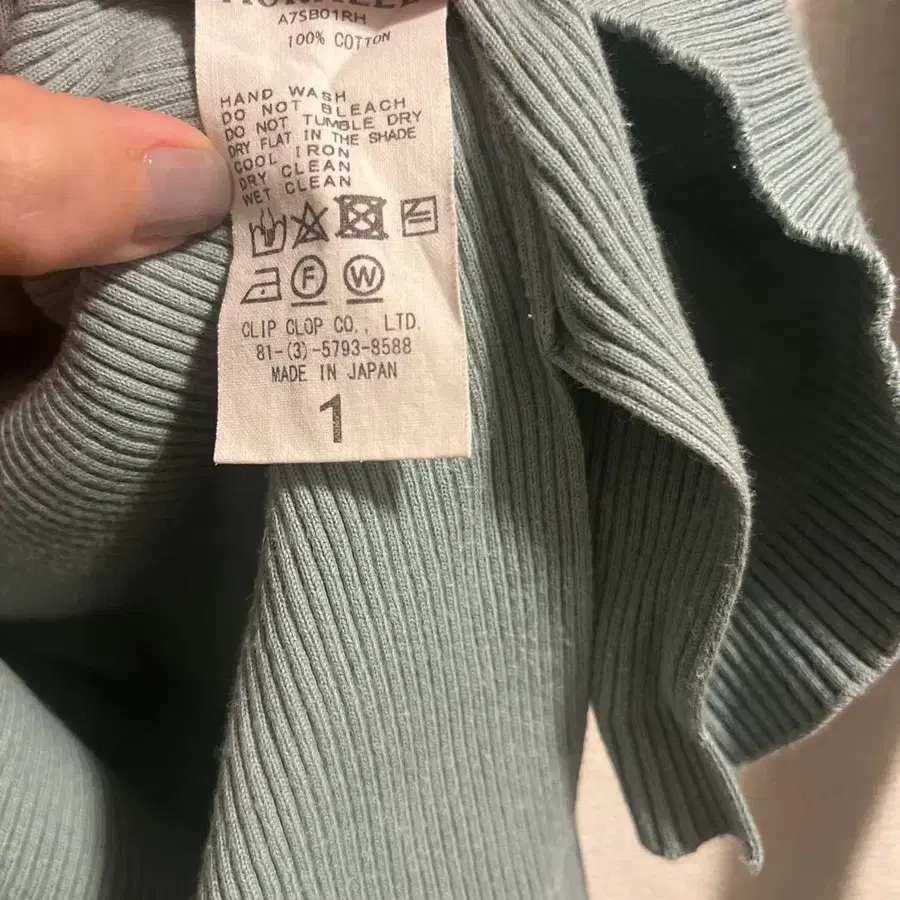 A7SB01RH
100% COTTON
HAND WASH
DO NOT BLEACH
DO NOT TUMBLE DRY
DRY FLAT IN THE SHADE
COOL IRON
DRY CLEAN
WET CLEAN
F W
CLIP CLOP CO., LTD.
81-(3)-5793-8588
MADE IN JAPAN
1